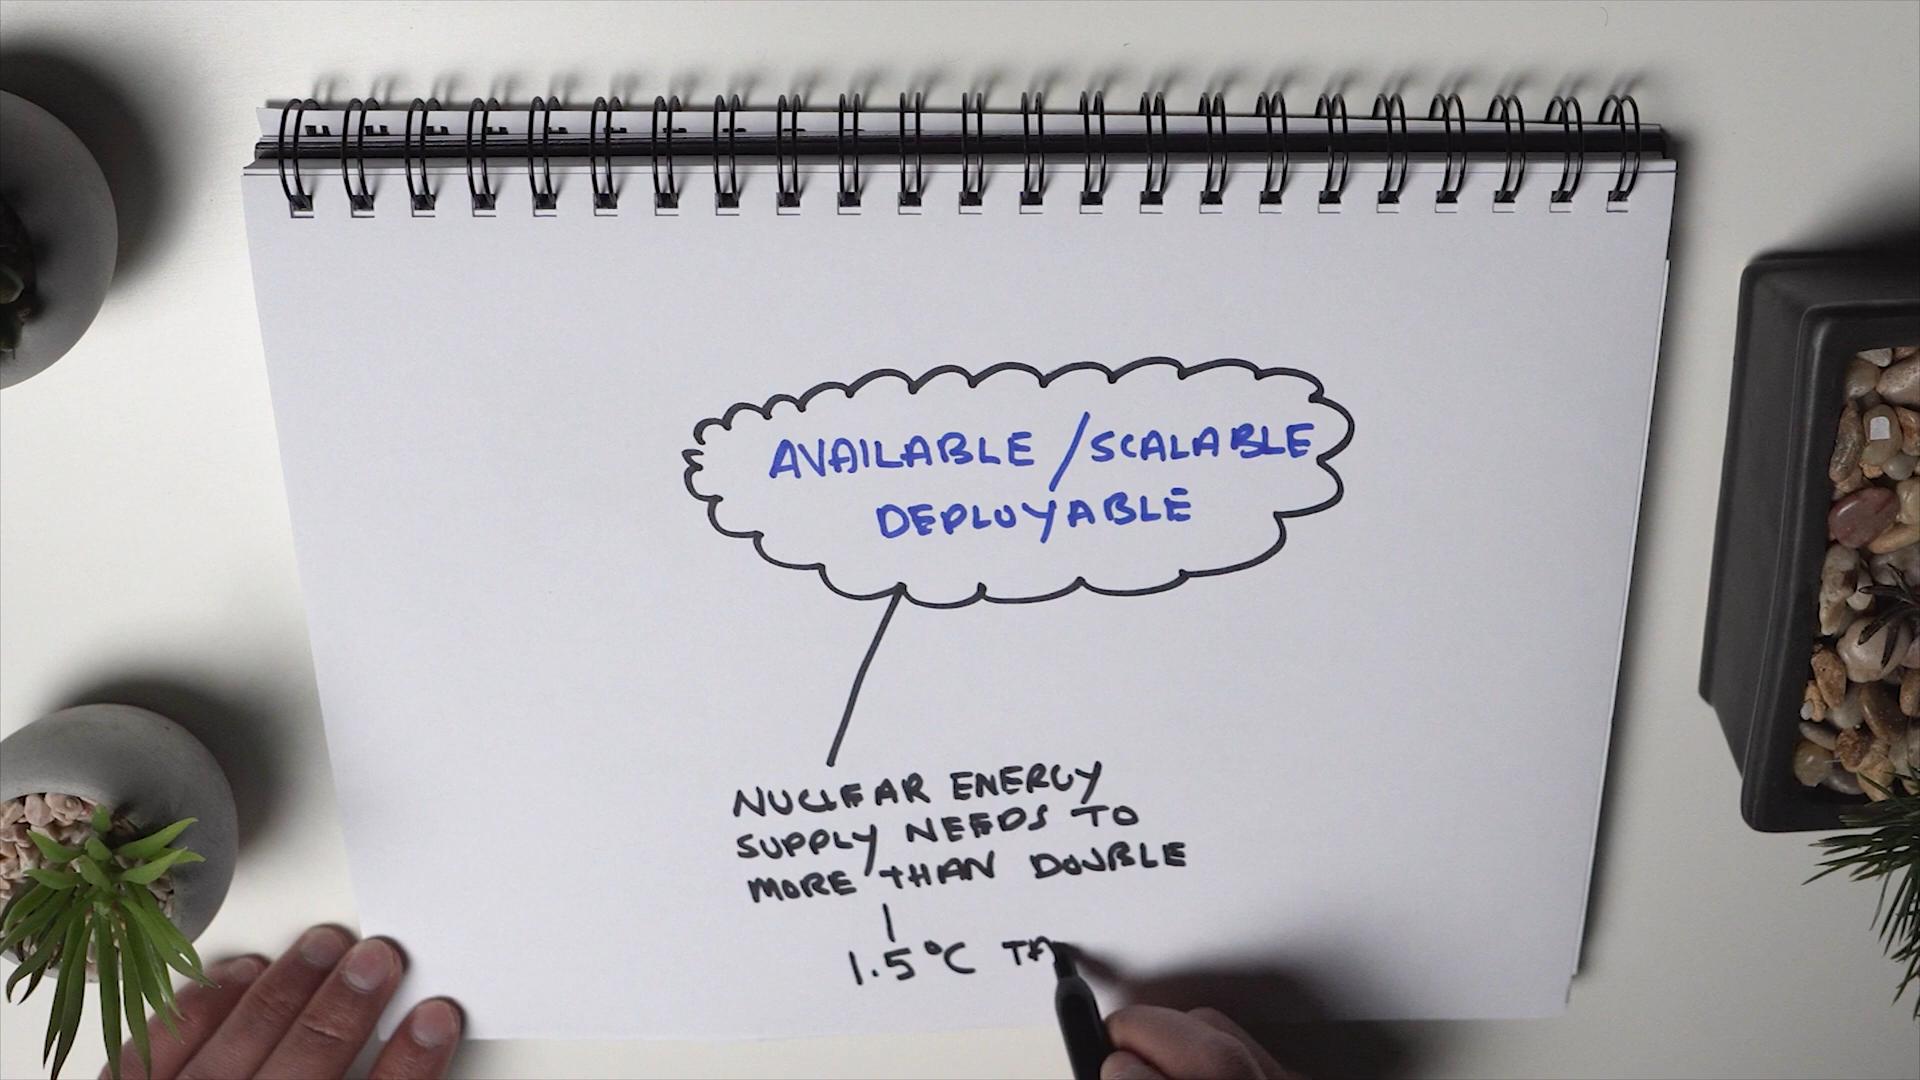 AVAILABLE / SCALABLE
DEPLOYABLE
NUCLEAR ENERGY
SUPPLY NEEDS TO
MORE THAN DOUBLE
1.5°C